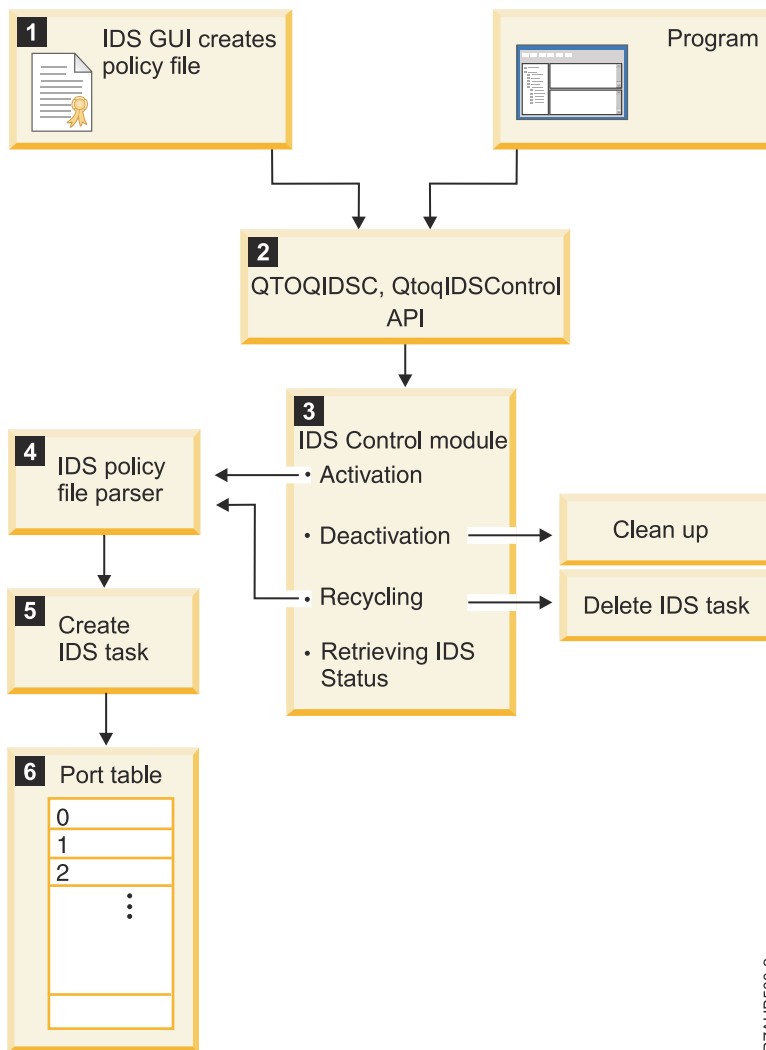 1
IDS GUI creates
policy file
Program
2
QTOQIDSC, QtoqIDSControl
API
3
IDS Control module
• Activation
• Deactivation
• Recycling
• Retrieving IDS
Status
4
IDS policy
file parser
Clean up
Delete IDS task
5
Create
IDS task
6
Port table
0
1
2